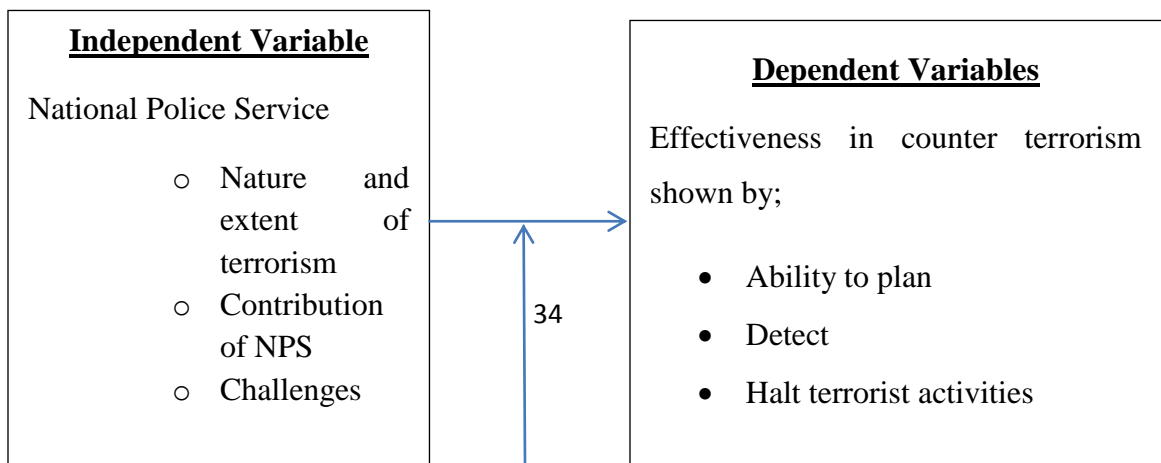 Independent Variable
National Police Service
o Nature and
extent of
terrorism
o Contribution
of NPS
o Challenges
34
Dependent Variables
Effectiveness in counter terrorism
shown by;
• Ability to plan
• Detect
• Halt terrorist activities